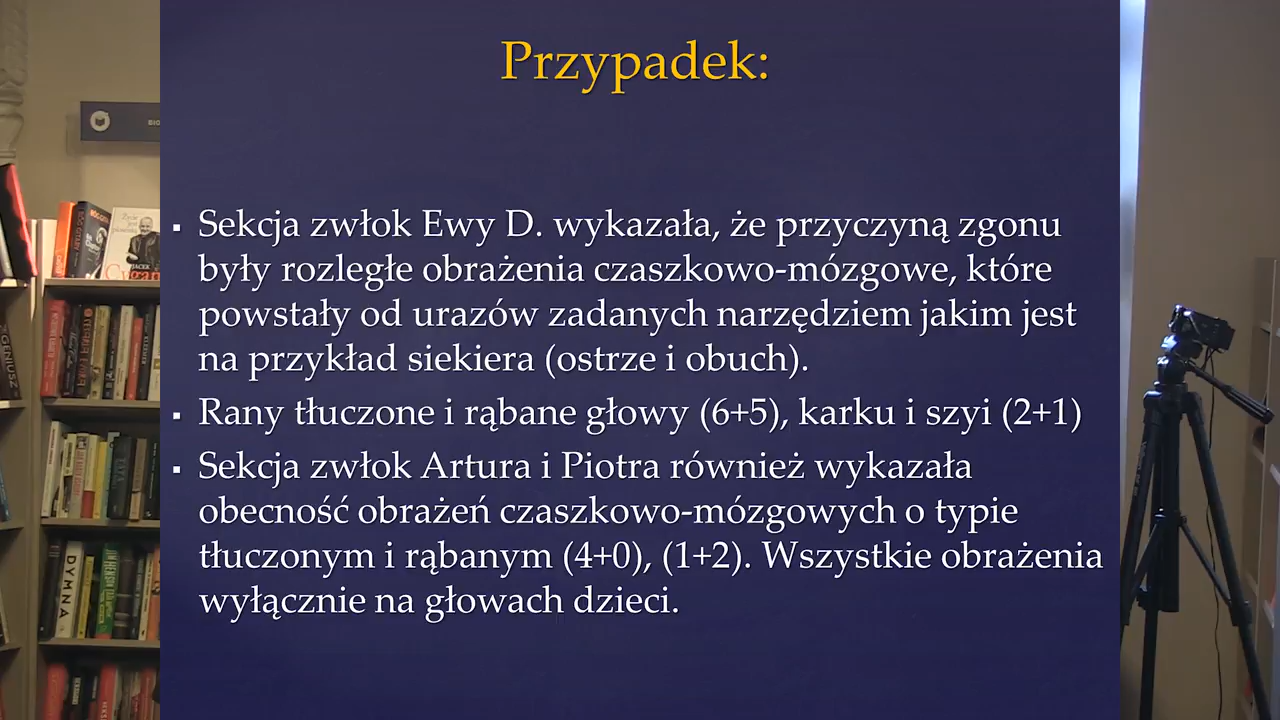 Przypadek:
BIO
▪ Sekcja zwłok Ewy D. wykazała, że przyczyną zgonu
były rozległe obrażenia czaszkowo-mózgowe, które
powstały od urazów zadanych narzędziem jakim jest
na przykład siekiera (ostrze i obuch).
▪ Rany tłuczone i rąbane głowy (6+5), karku i szyi (2+1)
▪ Sekcja zwłok Artura i Piotra również wykazała
obecność obrażeń czaszkowo-mózgowych o typie
tłuczonym i rąbanym (4+0), (1+2). Wszystkie obrażenia
wyłącznie na głowach dzieci.
GENIUSZ
DYMNA